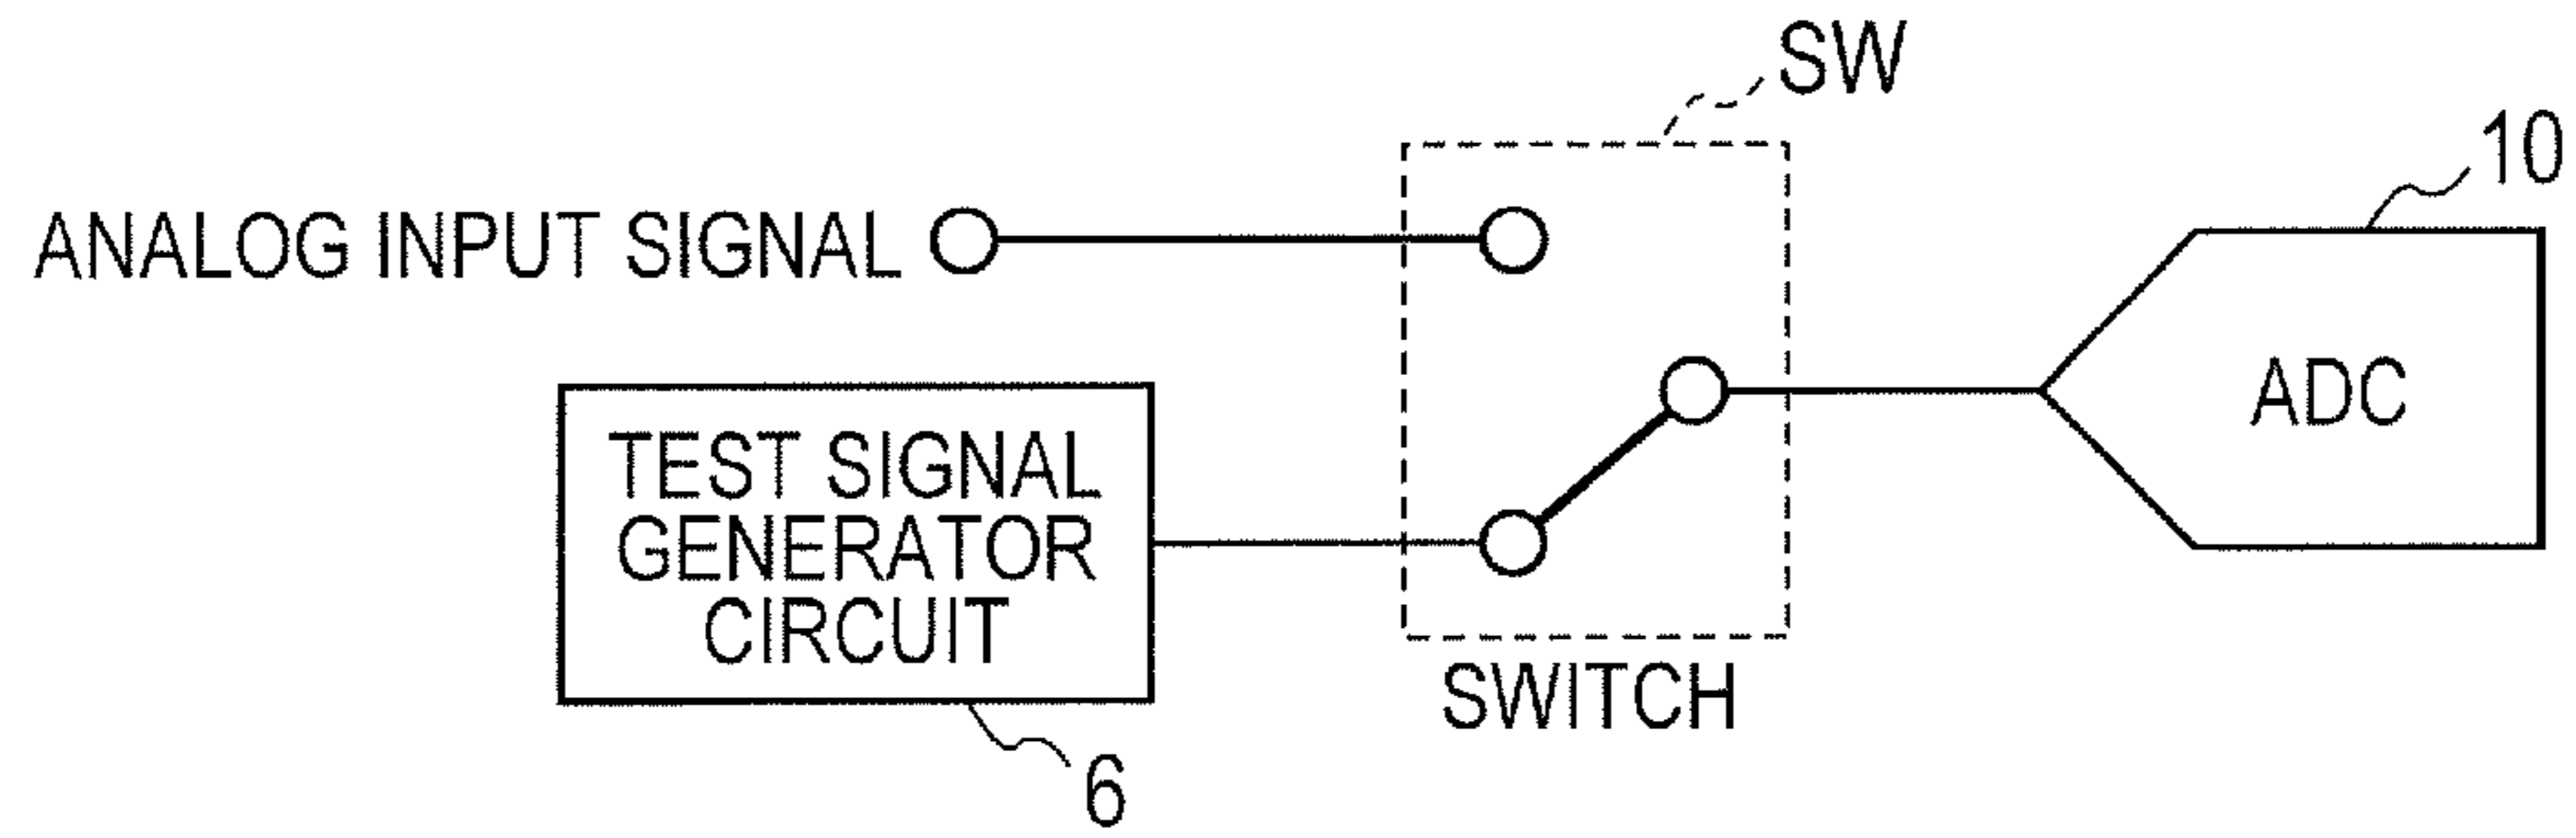 SW
10
ANALOG INPUT SIGNAL
ADC
TEST SIGNAL
GENERATOR
CIRCUIT
SWITCH
6